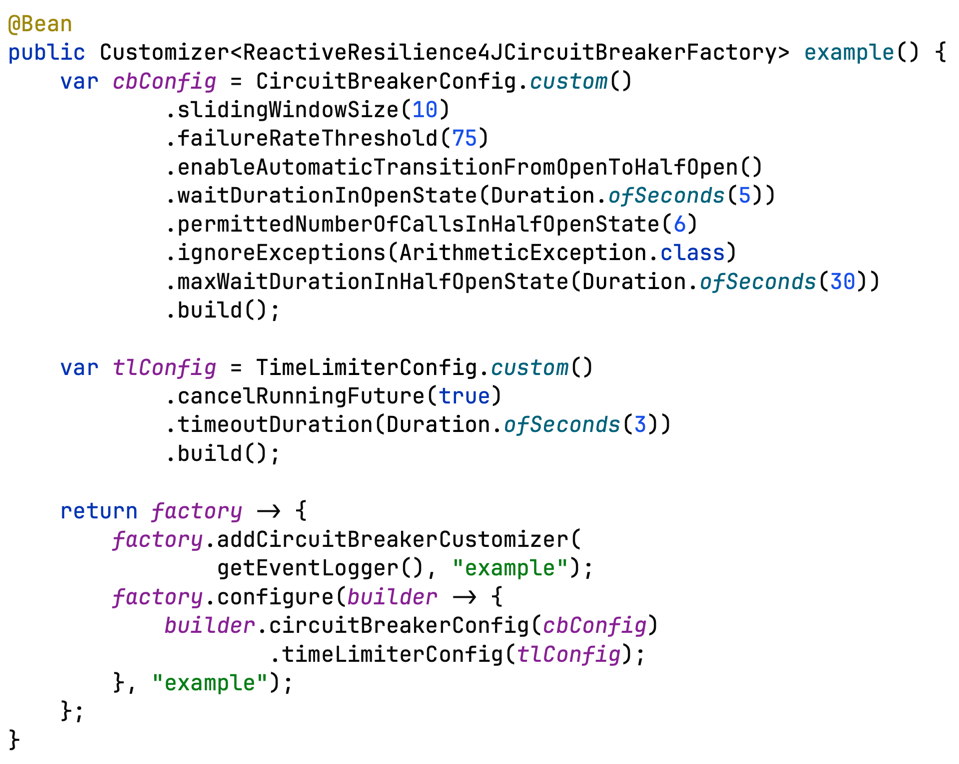 @Bean
public Customizer<ReactiveResilience4JCircuitBreakerFactory> example() {
    var cbConfig = CircuitBreakerConfig.custom()
            .slidingWindowSize(10)
            .failureRateThreshold(75)
            .enableAutomaticTransitionFromOpenToHalfOpen()
            .waitDurationInOpenState(Duration.ofSeconds(5))
            .permittedNumberOfCallsInHalfOpenState(6)
            .ignoreExceptions(ArithmeticException.class)
            .maxWaitDurationInHalfOpenState(Duration.ofSeconds(30))
            .build();

    var tlConfig = TimeLimiterConfig.custom()
            .cancelRunningFuture(true)
            .timeoutDuration(Duration.ofSeconds(3))
            .build();

    return factory -> {
        factory.addCircuitBreakerCustomizer(
                getEventLogger(), "example");
        factory.configure(builder -> {
            builder.circuitBreakerConfig(cbConfig)
                    .timeLimiterConfig(tlConfig);
        }, "example");
    };
}